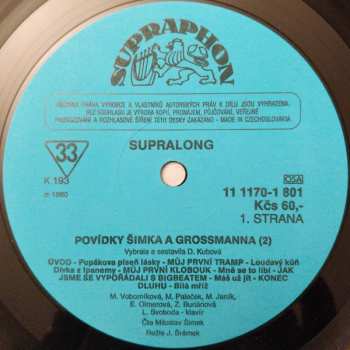 SUPRAPHON
VŠECHNA PRÁVA VÝROBCE A VLASTNÍKŮ AUTORSKÝCH PRÁV K DÍLU JSOU VYHRAZENA.
BEZ SOUHLASU JE VÝROBA KOPIÍ, PRONÁJEM, PŮJČOVÁNÍ, VEŘEJNÉ
PROVOZOVÁNÍ A ROZHLASOVÉ ŠÍŘENÍ TÉTO DESKY ZAKÁZÁNO - MADE IN CZECHOSLOVAKIA
33
SUPRALONG
K 193
OSA
11 1170-1 801
Kčs 60,-
1. STRANA
POVÍDKY ŠIMKA A GROSSMANNA (2)
Vybrala a sestavila D. Kubová
ÚVOD - Popěvkova píseň lásky - MŮJ PRVNÍ TRAMP - Loudavý kůň
Dívka z Ipanemy - MŮJ PRVNÍ KLOBOUK - Mně se to líbí - JAK
JSME SE VYPOŘÁDALI S BIGBEATEM - Máš už jít - KONEC
DLUHU - Bílá mříž
M. Voborníková, M. Paleček, M. Janík,
E. Olmerová, Z. Buriánová
L. Svoboda - klavír
Čte Miloslav Šimek
Režie J. Šrámek